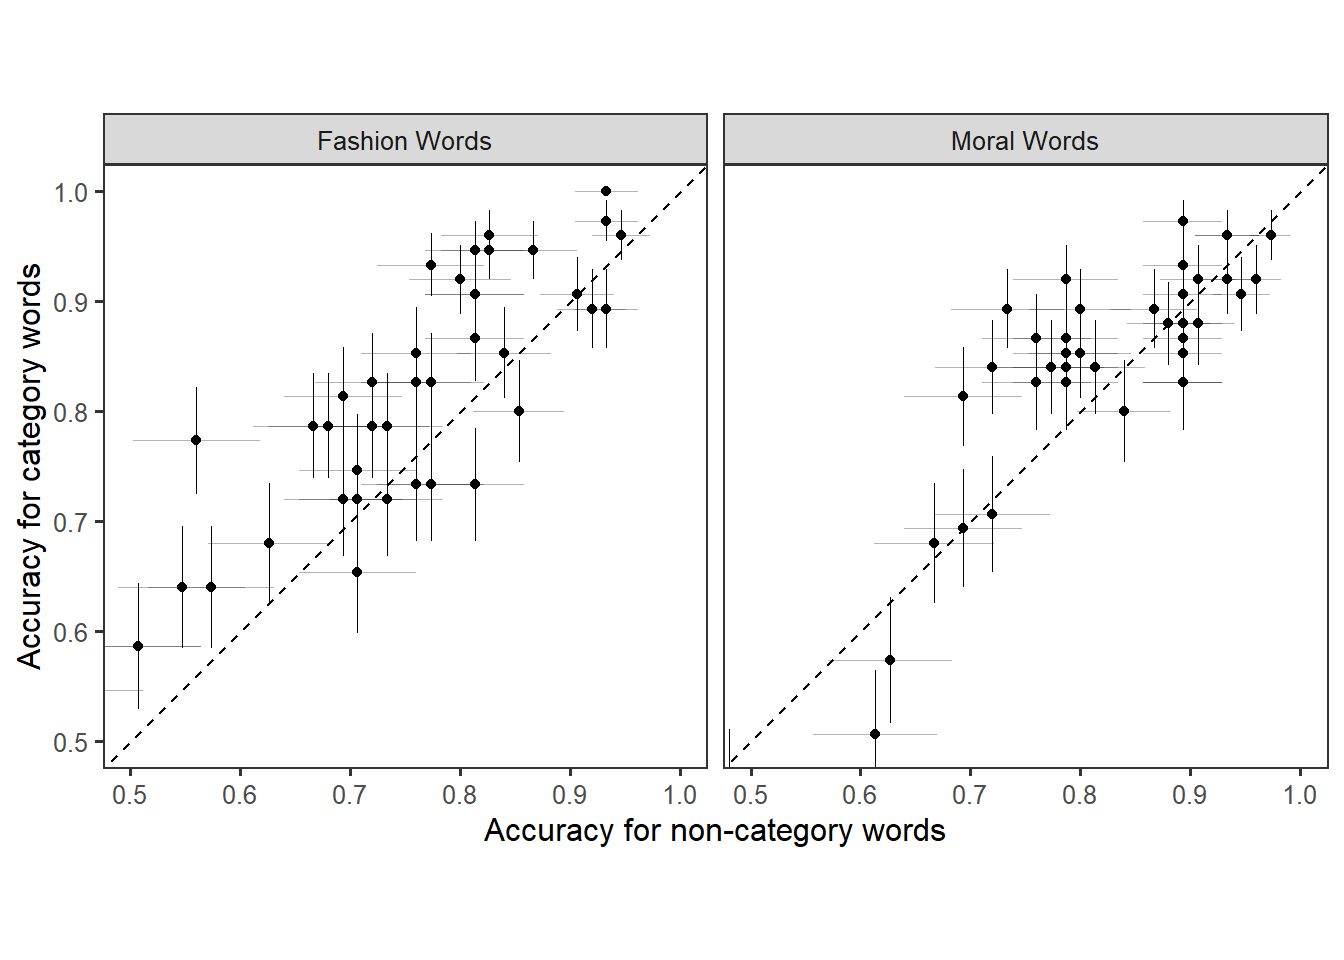 Fashion Words
Moral Words
Accuracy for category words
1.0
0.9
0.8
0.7
0.6
0.5
0.5 0.6 0.7 0.8 0.9 1.0
0.5 0.6 0.7 0.8 0.9 1.0
Accuracy for non-category words